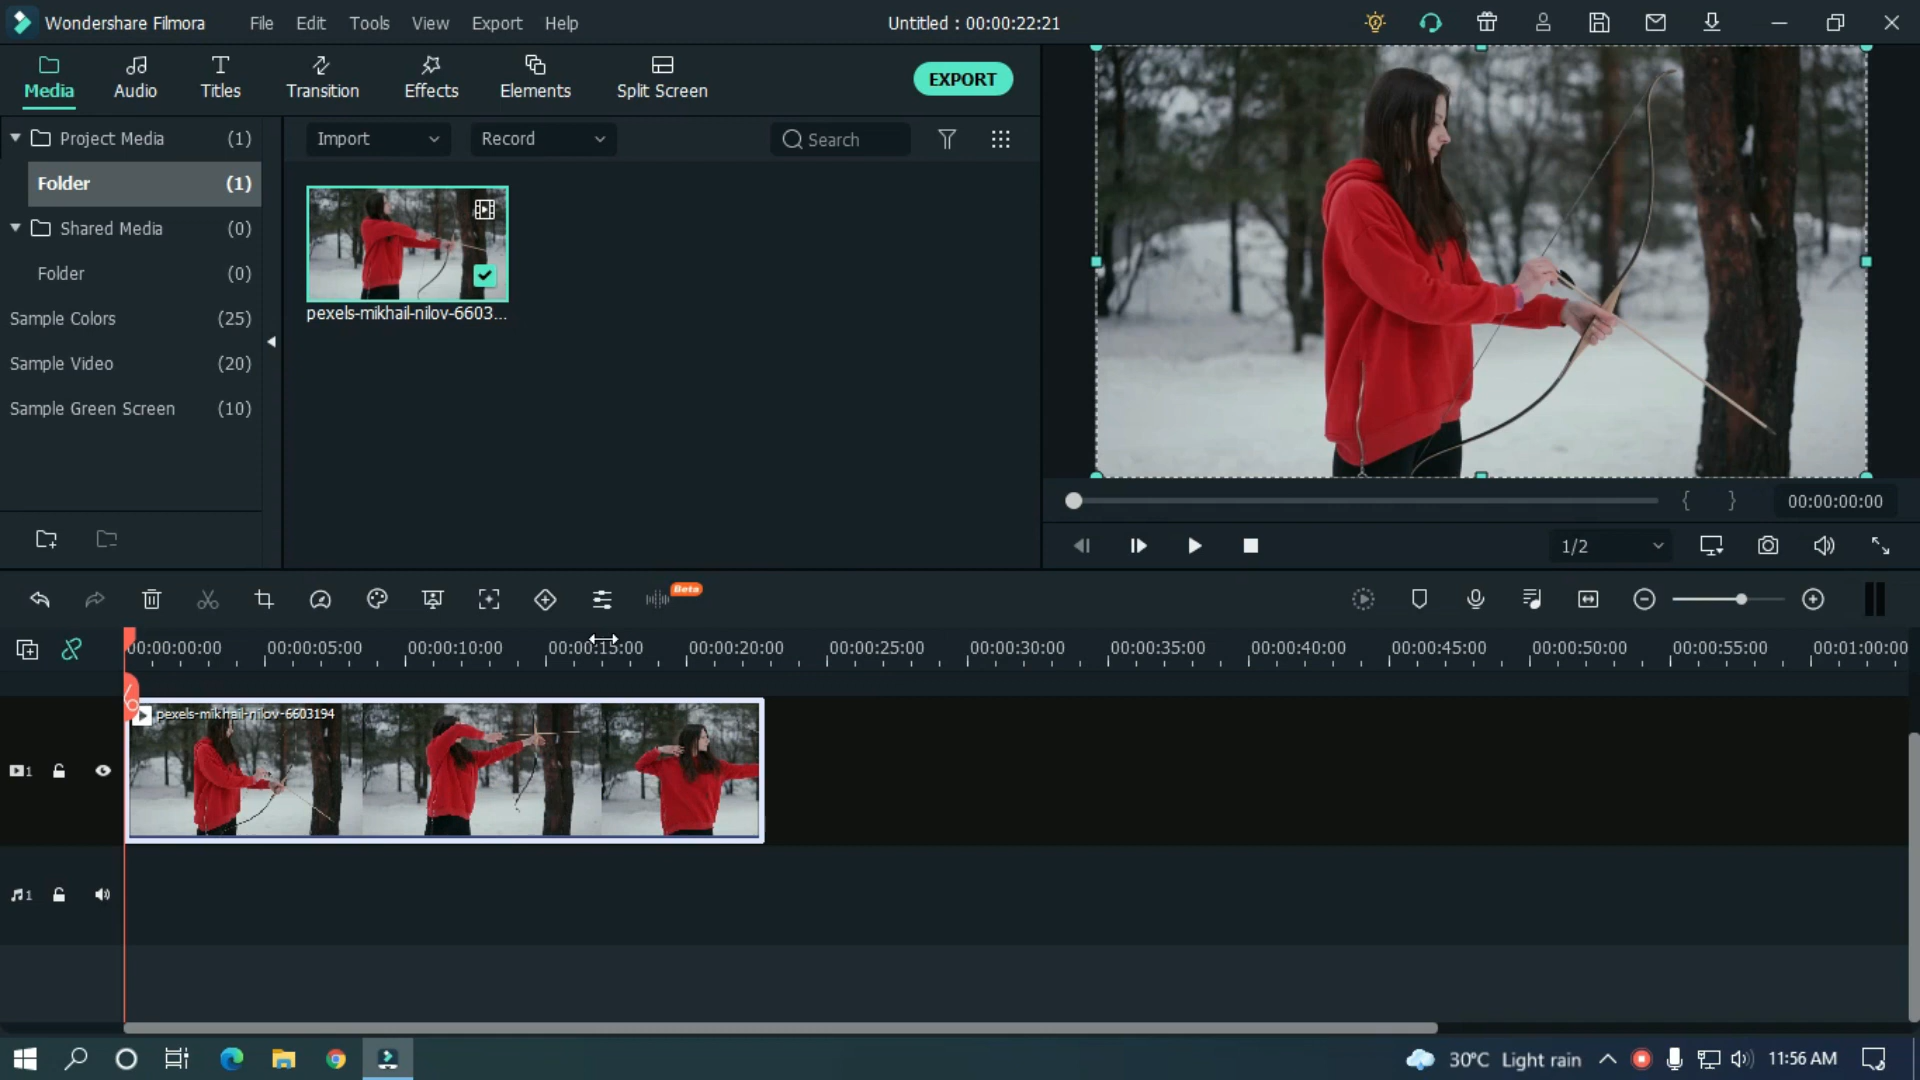 Wondershare Filmora
File
Edit
Tools
View
Export
Help
Untitled : 00:00:22:21
Media
Audio
Titles
Transition
Effects
Elements
Split Screen
EXPORT
Project Media (1)
Folder (1)
Shared Media (0)
Folder (0)
Sample Colors (25)
Sample Video (20)
Sample Green Screen (10)
Import
Record
Search
pexels-mikhail-nilov-6603...
{ }
00:00:00:00
1/2
Beta
00:00:00:00
00:00:05:00
00:00:10:00
00:00:15:00
00:00:20:00
00:00:25:00
00:00:30:00
00:00:35:00
00:00:40:00
00:00:45:00
00:00:50:00
00:00:55:00
00:01:00:00
pexels-mikhail-nilov-6603194
1
1
30°C Light rain
11:56 AM